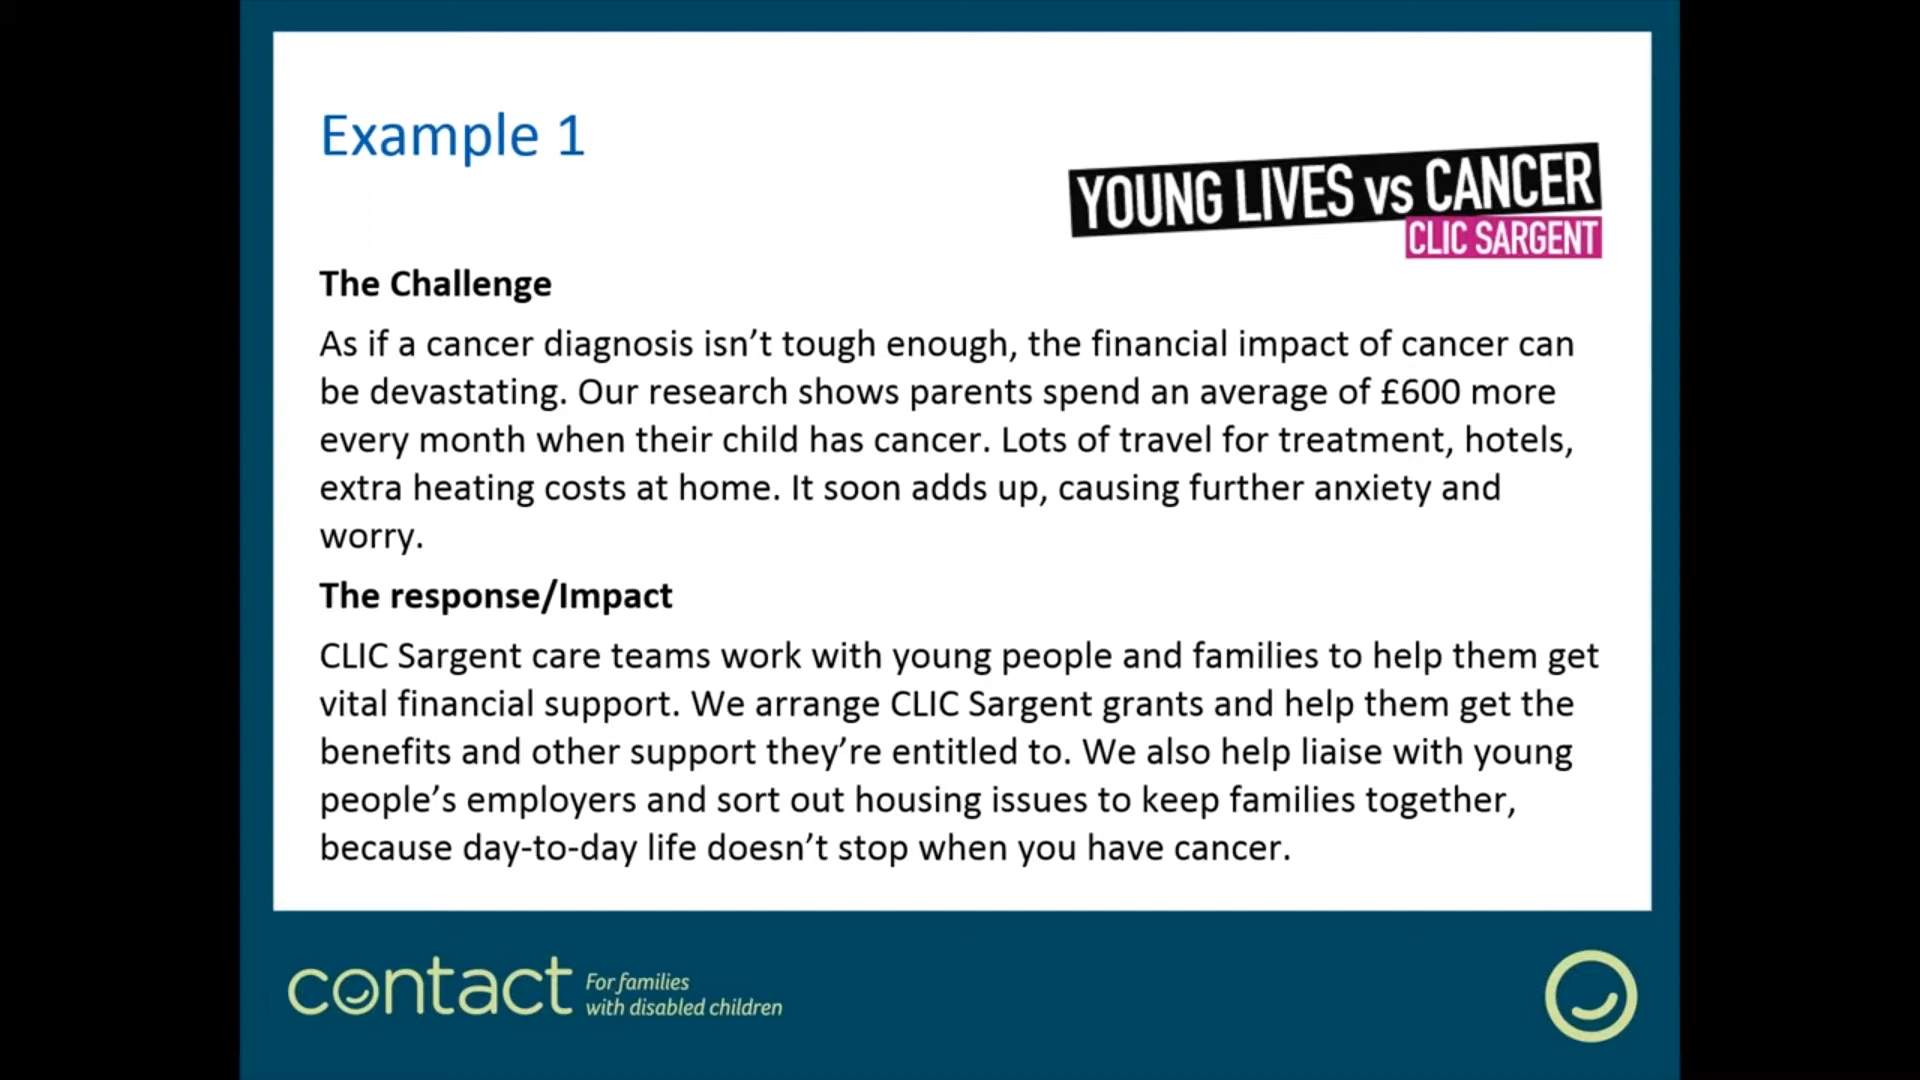 Example 1
YOUNG LIVES vs CANCER
CLIC SARGENT
The Challenge
As if a cancer diagnosis isn’t tough enough, the financial impact of cancer can
be devastating. Our research shows parents spend an average of £600 more
every month when their child has cancer. Lots of travel for treatment, hotels,
extra heating costs at home. It soon adds up, causing further anxiety and
worry.
The response/Impact
CLIC Sargent care teams work with young people and families to help them get
vital financial support. We arrange CLIC Sargent grants and help them get the
benefits and other support they’re entitled to. We also help liaise with young
people’s employers and sort out housing issues to keep families together,
because day-to-day life doesn’t stop when you have cancer.
contact
For families
with disabled children